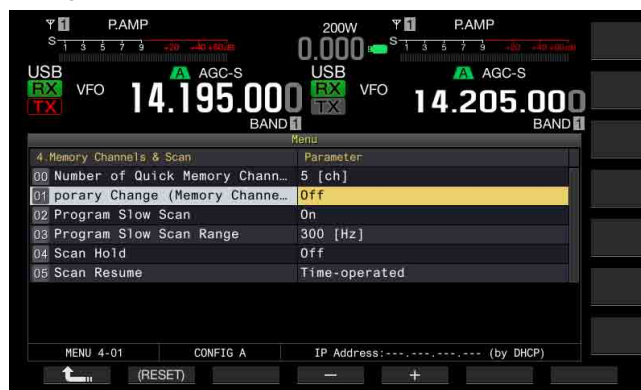 1 P.AMP 200W 1 P.AMP
S 1 3 5 7 9 +20 +40 +60dB 0.000 S 1 3 5 7 9 +20 +40 +60dB
USB A AGC-S USB A AGC-S
RX VFO 14.195.000 RX VFO 14.205.000
TX TX
BAND 1 BAND 1
Menu
4.Memory Channels & Scan Parameter
00 Number of Quick Memory Chann… 5 [ch]
01 porary Change (Memory Channe… Off
02 Program Slow Scan On
03 Program Slow Scan Range 300 [Hz]
04 Scan Hold Off
05 Scan Resume Time-operated
MENU 4-01 CONFIG A IP Address:---.---.---.--- (by DHCP)
(RESET) − +